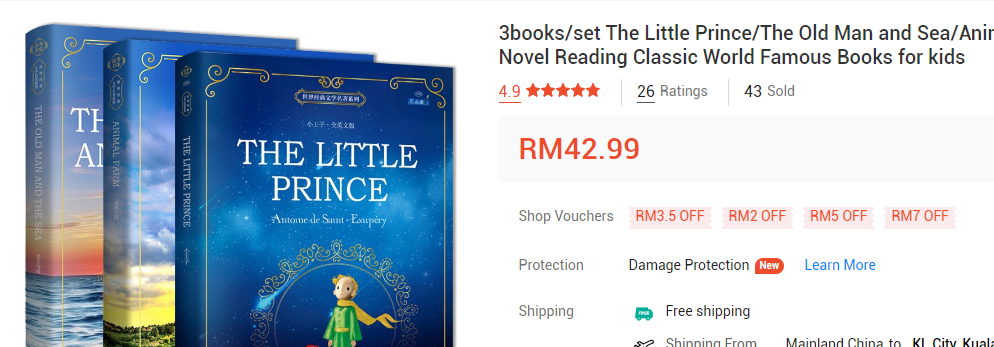 THE OLD MAN AND THE SEA
TH
AN
ANIMAL FARM
THE LITTLE PRINCE
世界经典文学名著系列
小王子·全英文版
THE LITTLE
PRINCE
Antoine de Saint-Exupéry
3books/set The Little Prince/The Old Man and Sea/Anim
Novel Reading Classic World Famous Books for kids
4.9
26 Ratings
43 Sold
RM42.99
Shop Vouchers RM3.5 OFF RM2 OFF RM5 OFF RM7 OFF
Protection Damage Protection New Learn More
Shipping FREE Free shipping
Shipping From Mainland China to KL City, Kuala